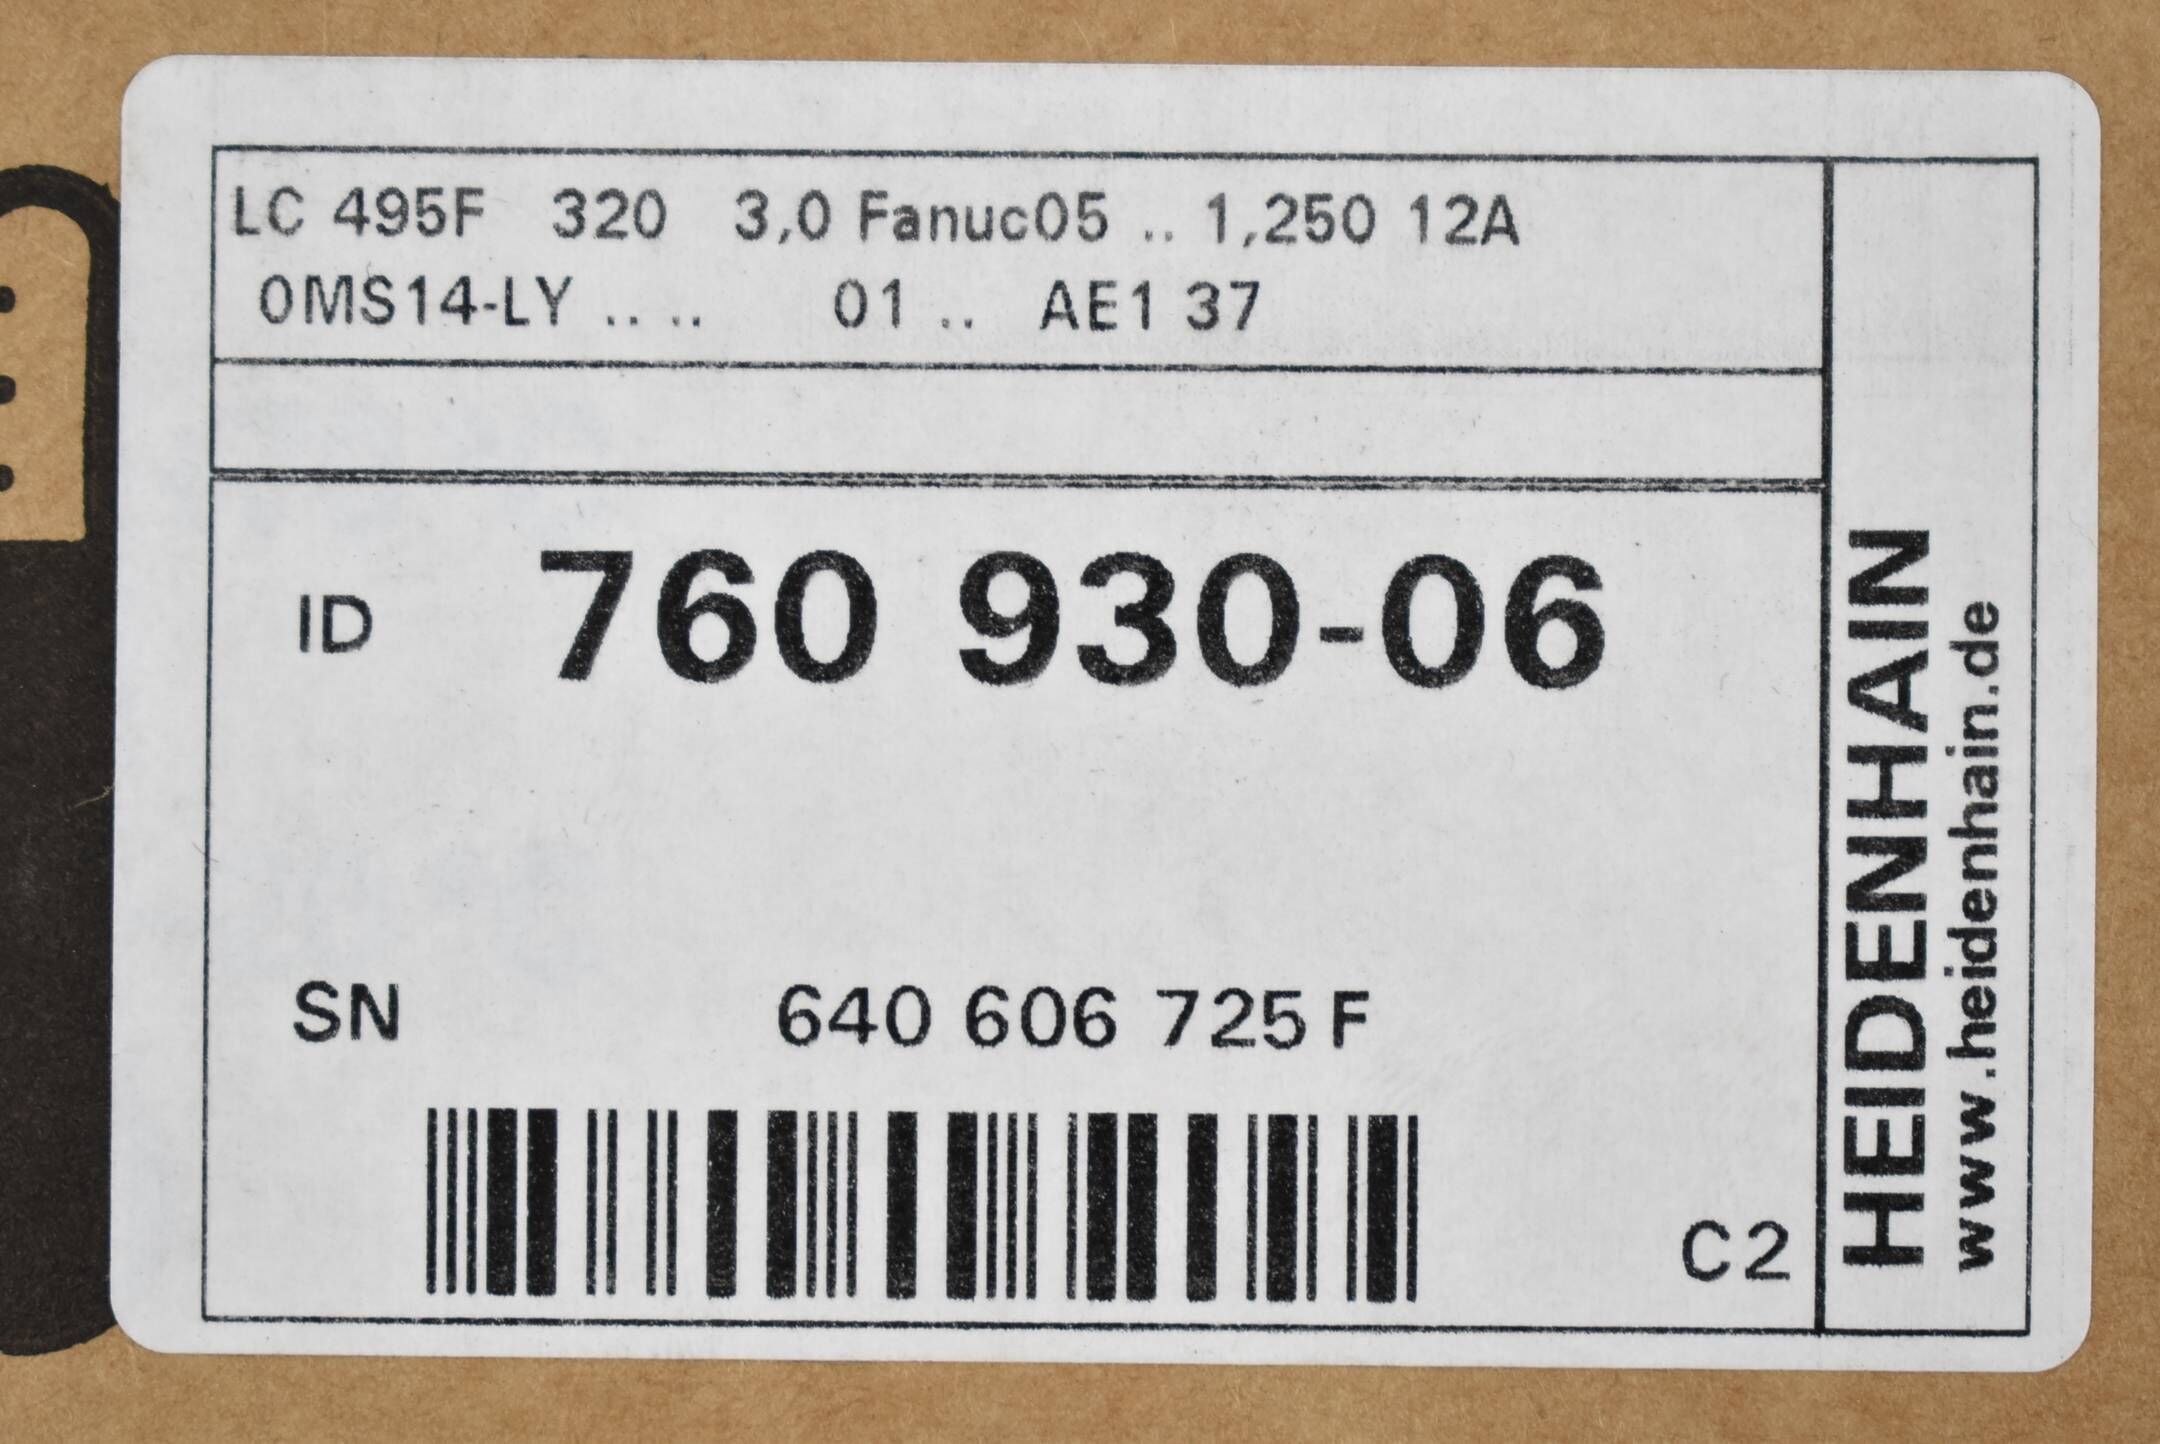 LC 495F 320 3,0 Fanuc05 .. 1,250 12A
0MS14-LY .. .. 01 .. AE1 37
ID 760 930-06
SN 640 606 725 F
C2
HEIDENHAIN
www.heidenhain.de